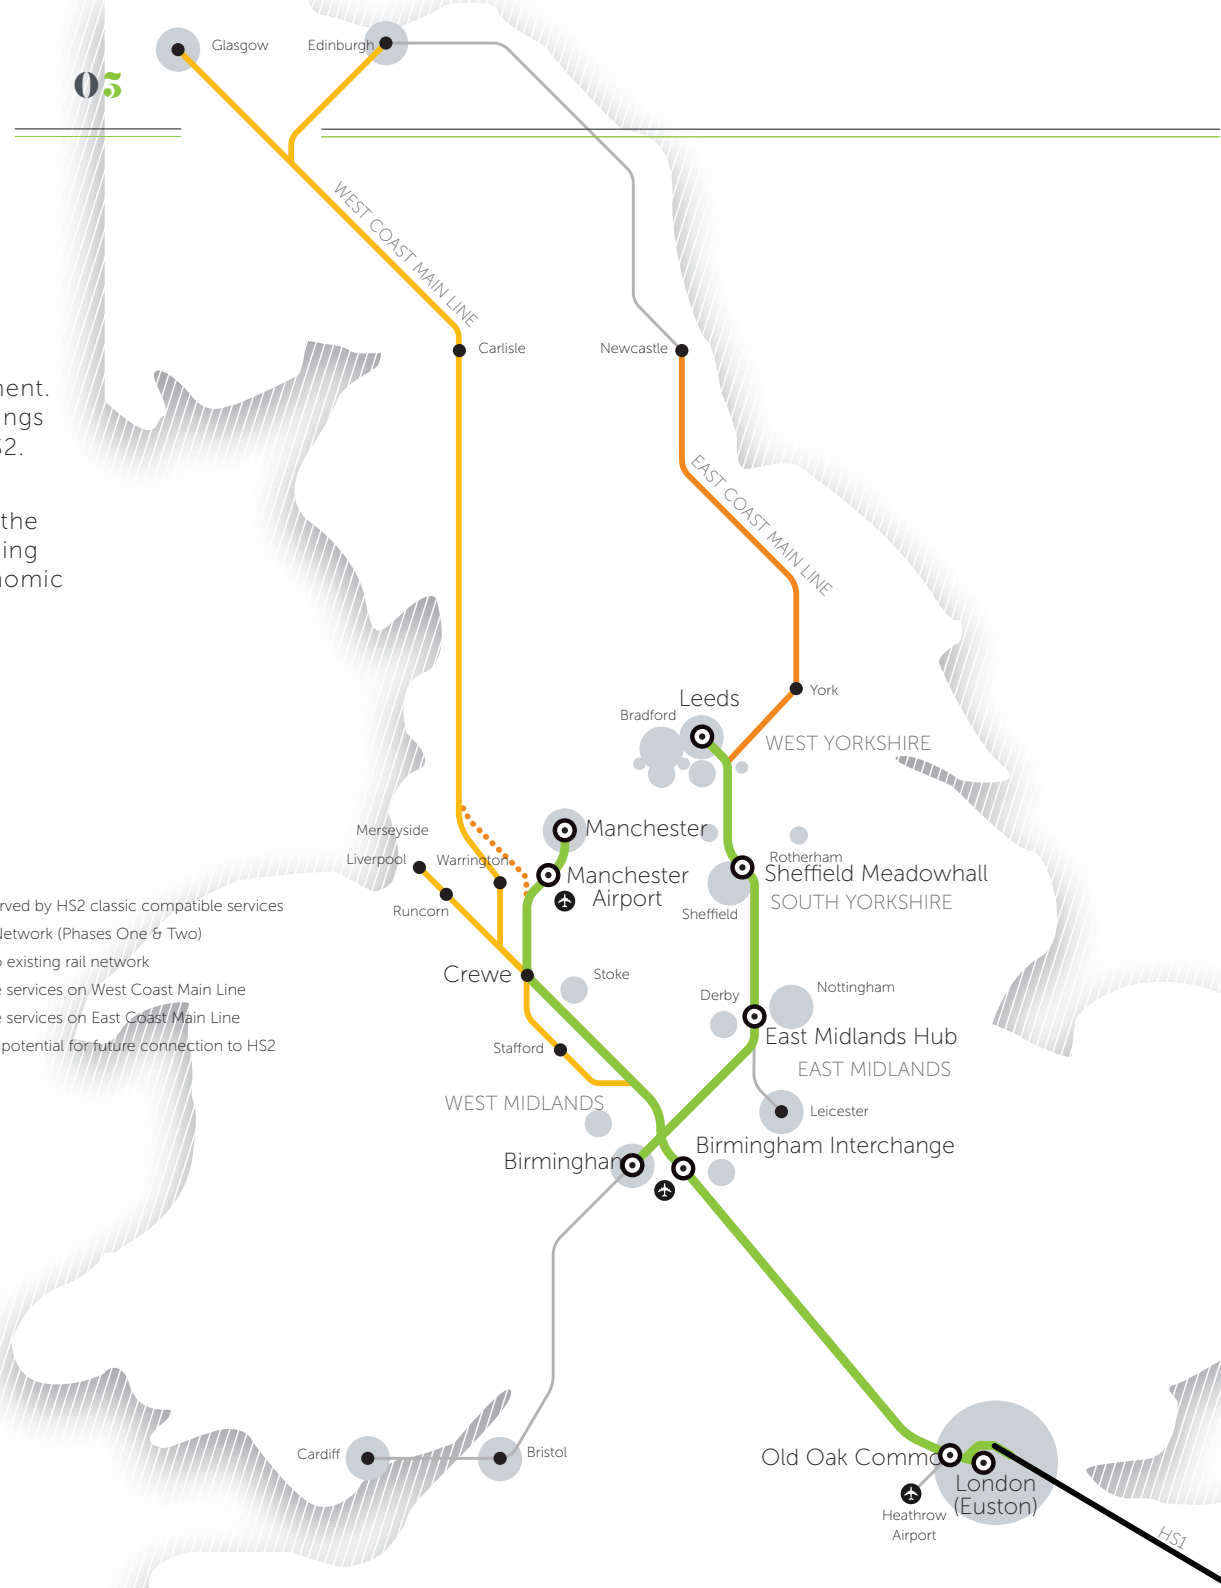 Glasgow
Edinburgh
05
WEST COAST MAIN LINE
Carlisle
Newcastle
ment.
ings
S2.
EAST COAST MAIN LINE
the
ing
nomic
York
Leeds
Bradford
WEST YORKSHIRE
Manchester
Merseyside
Liverpool
Warrington
Rotherham
Manchester
Airport
Sheffield Meadowhall
SOUTH YORKSHIRE
Runcorn
Sheffield
rved by HS2 classic compatible services
Network (Phases One & Two)
o existing rail network
e services on West Coast Main Line
e services on East Coast Main Line
potential for future connection to HS2
Crewe
Stoke
Derby
Nottingham
East Midlands Hub
Stafford
EAST MIDLANDS
WEST MIDLANDS
Leicester
Birmingham Interchange
Birmingham
Cardiff
Bristol
Old Oak Common
London
(Euston)
Heathrow
Airport
HS1